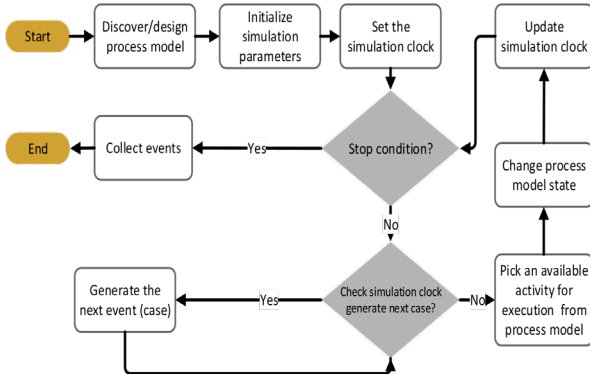 Start
Discover/design
process model
Initialize
simulation
parameters
Set the
simulation clock
Update
simulation clock
End
Collect events
Yes
Stop condition?
Change process
model state
No
Generate the
next event (case)
Yes
Check simulation clock
generate next case?
No
Pick an available
activity for
execution from
process model